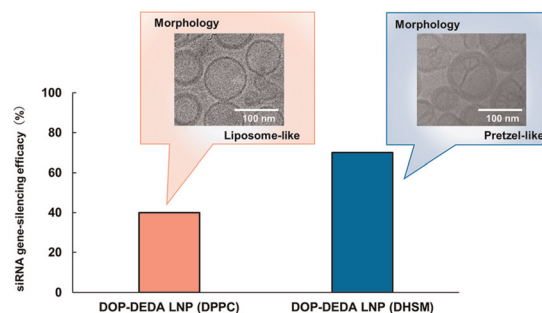 Morphology
100 nm
Liposome-like
Morphology
100 nm
Pretzel-like
siRNA gene-silencing efficacy (%)
100
80
60
40
20
0
DOP-DEDA LNP (DPPC)
DOP-DEDA LNP (DHSM)